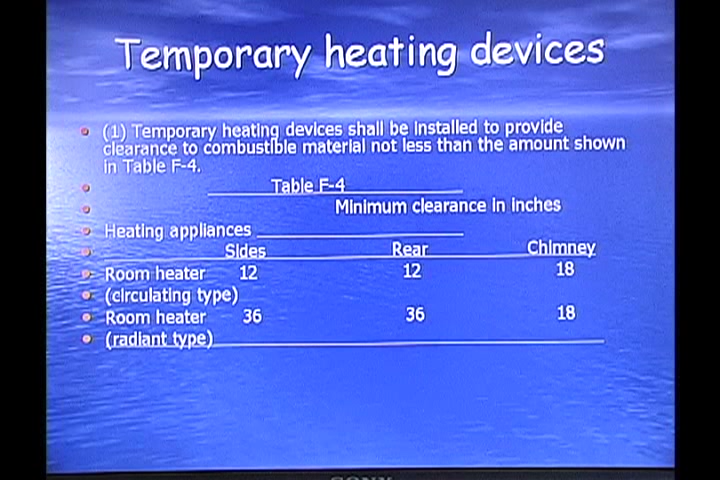 Temporary heating devices
(1) Temporary heating devices shall be installed to provide
clearance to combustible material not less than the amount shown
in Table F-4.
Table F-4
Minimum clearance in inches
Heating appliances
Sides Rear Chimney
Room heater 12 12 18
(circulating type)
Room heater 36 36 18
(radiant type)